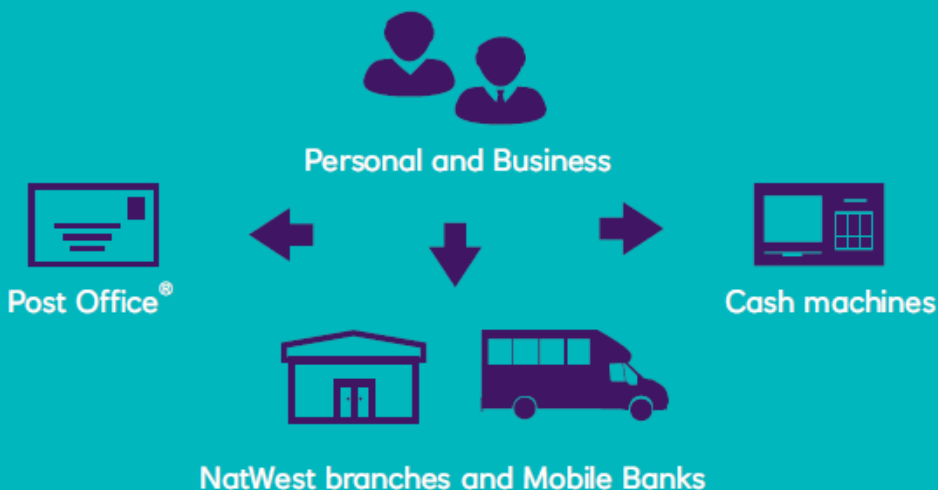 Personal and Business
Post Office®
Cash machines
NatWest branches and Mobile Banks